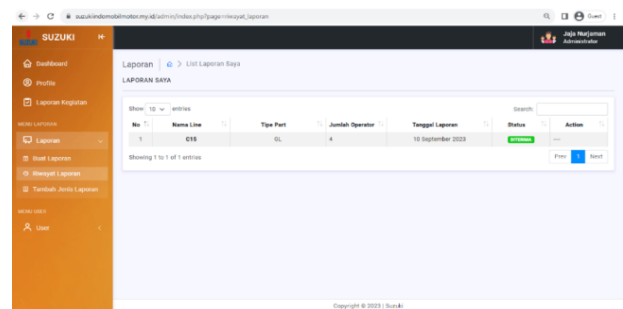 suzukiindomobilmotor.my.id/admin/index.php?page=riwayat_laporan
Guest
SUZUKI
Jaja Nurjaman
Administrator
Dashboard
Profile
Laporan Kegiatan
MENU LAPORAN
Laporan
Buat Laporan
Riwayat Laporan
Tambah Jenis Laporan
MENU USER
User
Laporan > List Laporan Saya
LAPORAN SAYA
Show 10 entries
Search:
No Nama Line Tipe Part Jumlah Operator Tanggal Laporan Status Action
1 C15 GL 4 10 September 2023
Showing 1 to 1 of 1 entries
Prev 1 Next
Copyright © 2023 | Suzuki